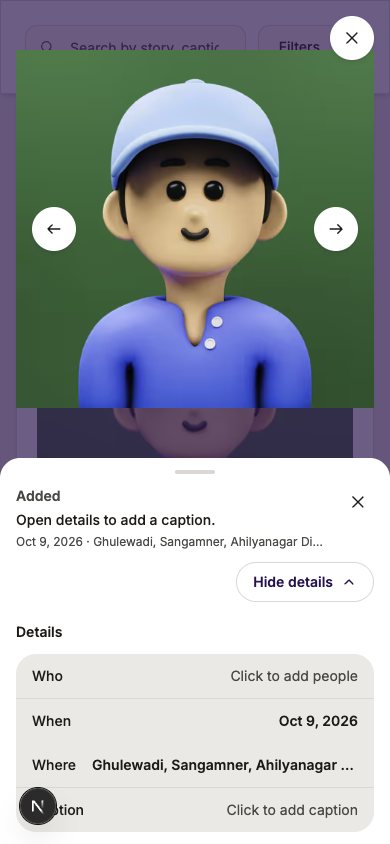 Search by story, captic
Filters
Added
Open details to add a caption.
Oct 9, 2026 · Ghulewadi, Sangamner, Ahilyanagar Di...
Hide details
Details
Who Click to add people
When Oct 9, 2026
Where Ghulewadi, Sangamner, Ahilyanagar ...
N ption Click to add caption